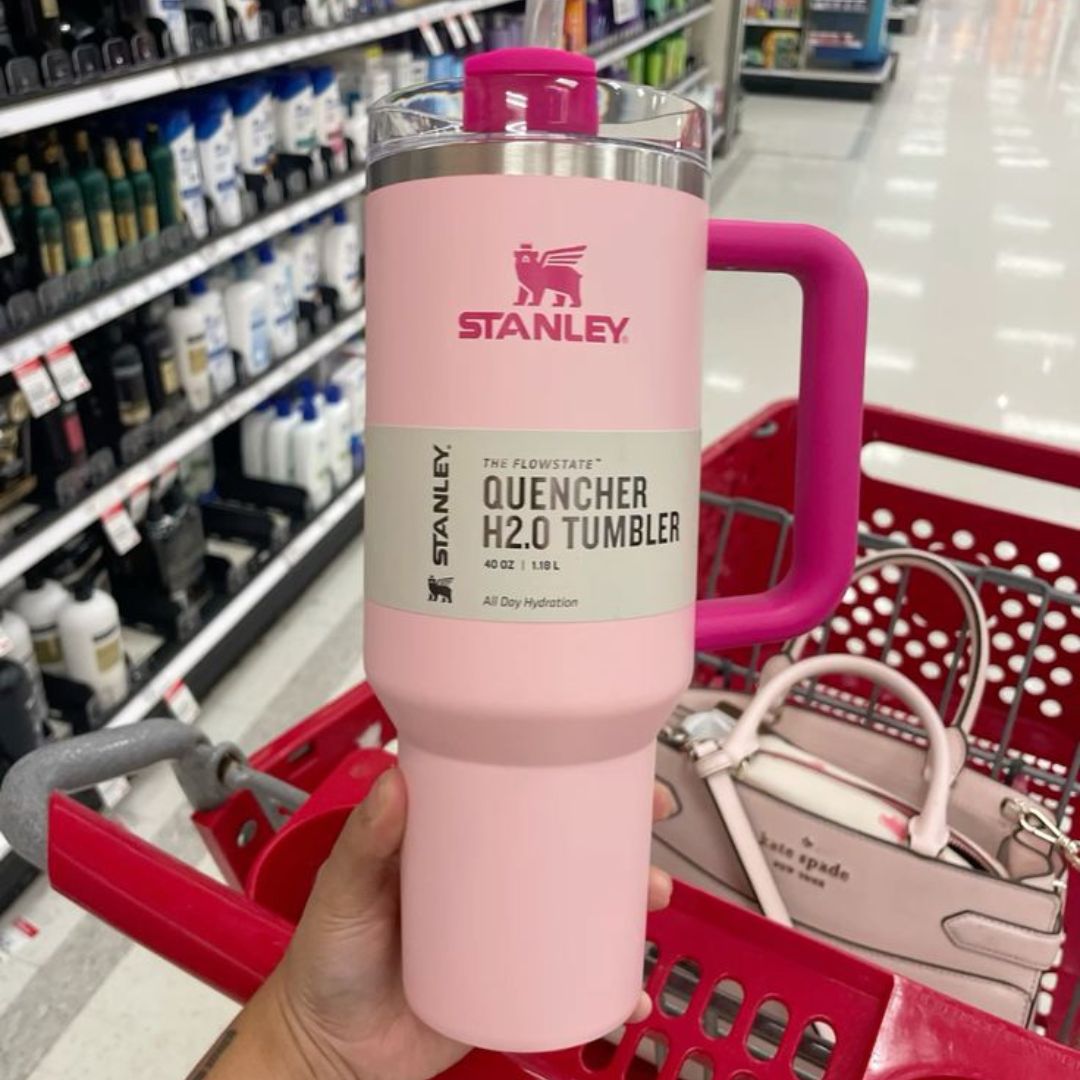 STANLEY
STANLEY
THE FLOWSTATE™
QUENCHER
H2.0 TUMBLER
40 OZ | 1.18 L
All Day Hydration
kate spade
NEW YORK